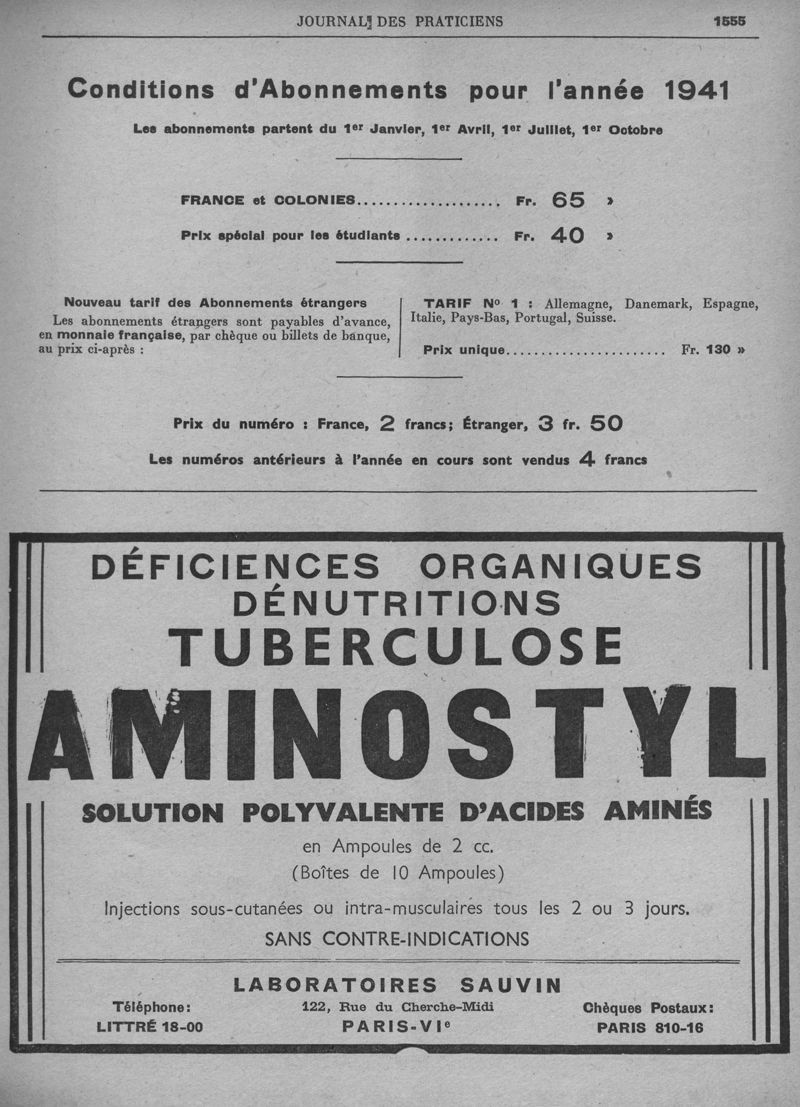 JOURNAL DES PRATICIENS 1555
Conditions d'Abonnements pour l'année 1941
Les abonnements partent du 1er Janvier, 1er Avril, 1er Juillet, 1er Octobre
FRANCE et COLONIES.................... Fr. 65 »
Prix spécial pour les étudiants ............. Fr. 40 »
Nouveau tarif des Abonnements étrangers
Les abonnements étrangers sont payables d'avance,
en monnaie française, par chèque ou billets de banque,
au prix ci-après :
TARIF No 1 : Allemagne, Danemark, Espagne,
Italie, Pays-Bas, Portugal, Suisse.
Prix unique....................... Fr. 130 »
Prix du numéro : France, 2 francs; Étranger, 3 fr. 50
Les numéros antérieurs à l'année en cours sont vendus 4 francs
DÉFICIENCES ORGANIQUES
DÉNUTRITIONS
TUBERCULOSE
AMINOSTYL
SOLUTION POLYVALENTE D'ACIDES AMINÉS
en Ampoules de 2 cc.
(Boîtes de 10 Ampoules)
Injections sous-cutanées ou intra-musculaires tous les 2 ou 3 jours.
SANS CONTRE-INDICATIONS
LABORATOIRES SAUVIN
Téléphone:
LITTRÉ 18-00
122, Rue du Cherche-Midi
PARIS-VIe
Chèques Postaux:
PARIS 810-16